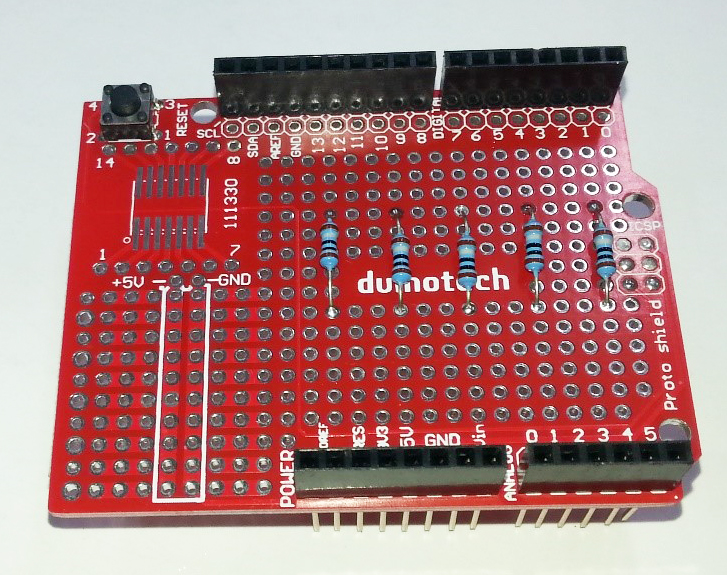 4 3
2 1
RESET
SCL SDA AREF GND 13 12 11 10 9 8 DIGITAL 7 6 5 4 3 2 1 0
14 8
111330
1 7
+5V GND
ICSP
duinotech
Proto shield
POWER IOREF RES 3V3 5V GND Vin ANALOG 0 1 2 3 4 5